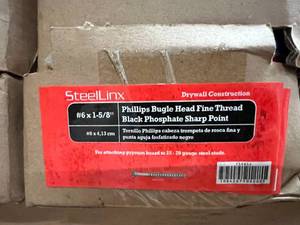 SteelLinx
Drywall Construction
#6 x 1-5/8"
Phillips Bugle Head Fine Thread
Black Phosphate Sharp Point
#6 x 4,13 cm
Tornillo Phillips cabeza trompeta de rosca fina y
punta aguja fosfatizado negro
For attaching gypsum board to 25 - 20 gauge steel studs.